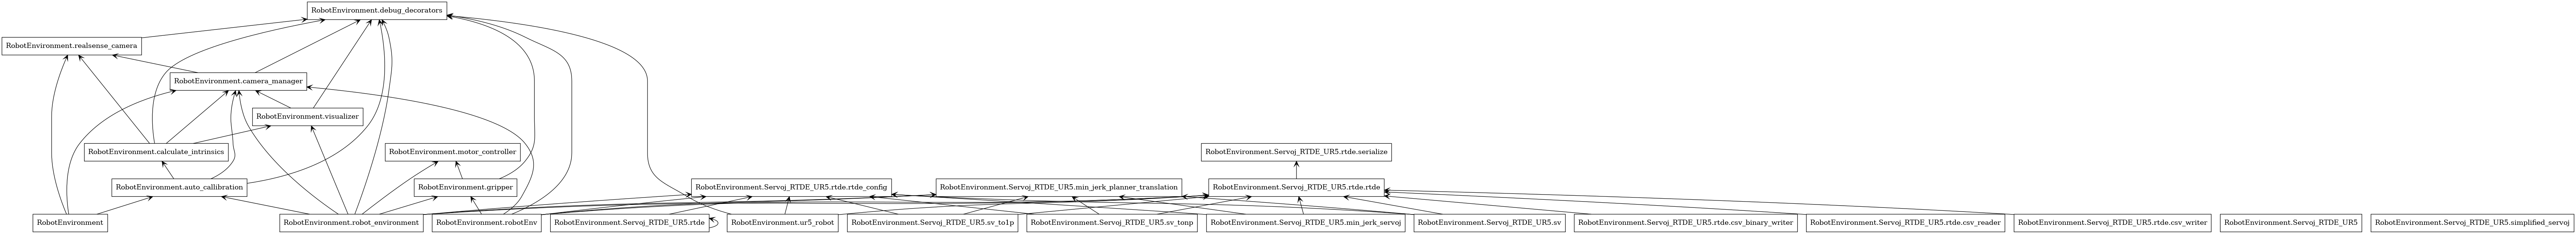 RobotEnvironment.debug_decorators
RobotEnvironment.realsense_camera
RobotEnvironment.camera_manager
RobotEnvironment.visualizer
RobotEnvironment.calculate_intrinsics
RobotEnvironment.motor_controller
RobotEnvironment.Servoj_RTDE_UR5.rtde.serialize
RobotEnvironment.auto_callibration
RobotEnvironment.gripper
RobotEnvironment.Servoj_RTDE_UR5.rtde.rtde_config
RobotEnvironment.Servoj_RTDE_UR5.min_jerk_planner_translation
RobotEnvironment.Servoj_RTDE_UR5.rtde.rtde
RobotEnvironment
RobotEnvironment.robot_environment
RobotEnvironment.robotEnv
RobotEnvironment.Servoj_RTDE_UR5.rtde
RobotEnvironment.ur5_robot
RobotEnvironment.Servoj_RTDE_UR5.sv_to1p
RobotEnvironment.Servoj_RTDE_UR5.sv_tonp
RobotEnvironment.Servoj_RTDE_UR5.min_jerk_servoj
RobotEnvironment.Servoj_RTDE_UR5.sv
RobotEnvironment.Servoj_RTDE_UR5.rtde.csv_binary_writer
RobotEnvironment.Servoj_RTDE_UR5.rtde.csv_reader
RobotEnvironment.Servoj_RTDE_UR5.rtde.csv_writer
RobotEnvironment.Servoj_RTDE_UR5
RobotEnvironment.Servoj_RTDE_UR5.simplified_servoj